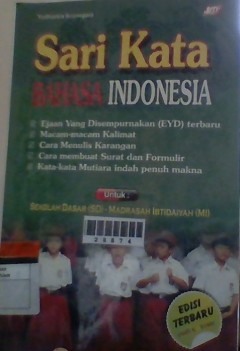 Sari Kata
BAHASA INDONESIA
Ejaan Yang Disempurnakan (EYD) terbaru
Macam-macam Kalimat
Cara Menulis Karangan
Cara membuat Surat dan Formulir
Kata-kata Mutiara indah penuh makna
Untuk :
SEKOLAH DASAR (SD) - MADRASAH IBTIDAIYAH (MI)
EDISI
TERBARU